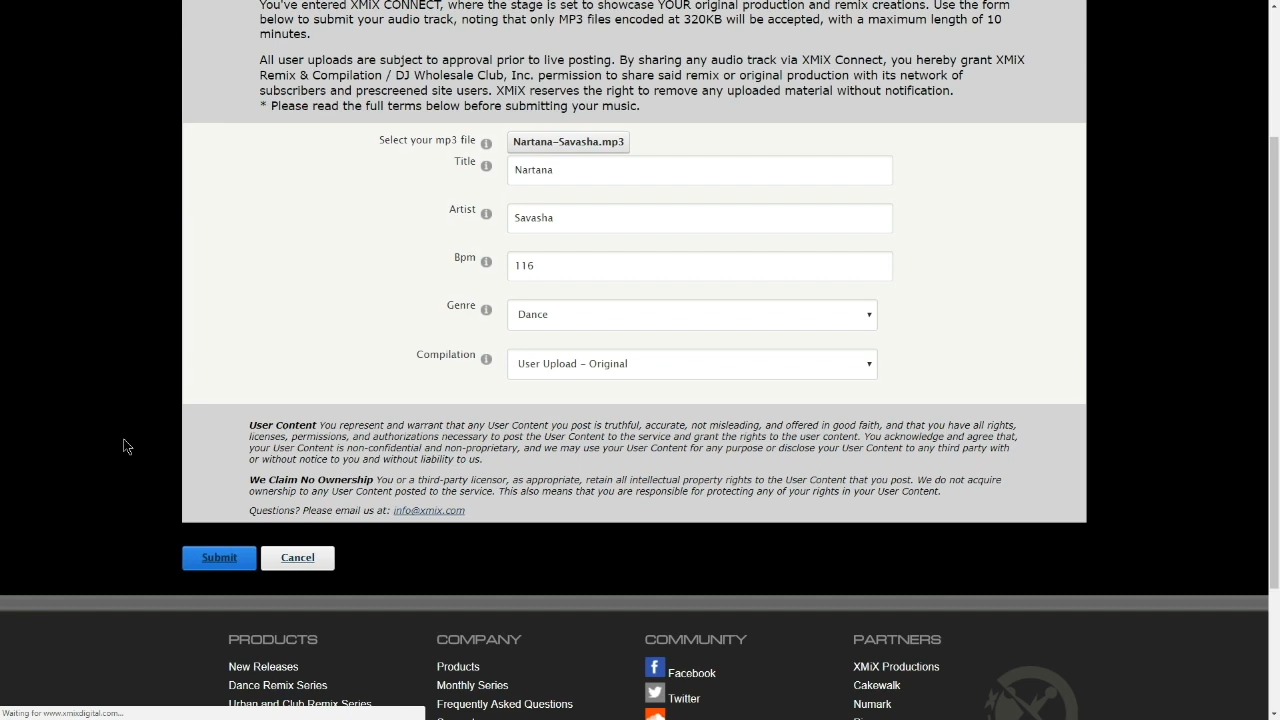 You've entered XMiX CONNECT, where the stage is set to showcase YOUR original production and remix creations. Use the form
below to submit your audio track, noting that only MP3 files encoded at 320KB will be accepted, with a maximum length of 10
minutes.
All user uploads are subject to approval prior to live posting. By sharing any audio track via XMiX Connect, you hereby grant XMiX
Remix & Compilation / DJ Wholesale Club, Inc. permission to share said remix or original production with its network of
subscribers and prescreened site users. XMiX reserves the right to remove any uploaded material without notification.
* Please read the full terms below before submitting your music.
Select your mp3 file Nartana-Savasha.mp3
Title Nartana
Artist Savasha
Bpm 116
Genre Dance
Compilation User Upload - Original
User Content You represent and warrant that any User Content you post is truthful, accurate, not misleading, and offered in good faith, and that you have all rights,
licenses, permissions, and authorizations necessary to post the User Content to the service and grant the rights to the user content. You acknowledge and agree that,
your User Content is non-confidential and non-proprietary, and we may use your User Content for any purpose or disclose your User Content to any third party with
or without notice to you and without liability to us.
We Claim No Ownership You or a third-party licensor, as appropriate, retain all intellectual property rights to the User Content that you post. We do not acquire
ownership to any User Content posted to the service. This also means that you are responsible for protecting any of your rights in your User Content.
Questions? Please email us at: info@xmix.com
Submit Cancel
PRODUCTS COMPANY COMMUNITY PARTNERS
New Releases Products Facebook XMiX Productions
Dance Remix Series Monthly Series Cakewalk
Urban and Club Remix Series Frequently Asked Questions Twitter Numark
Waiting for www.xmixdigital.com...